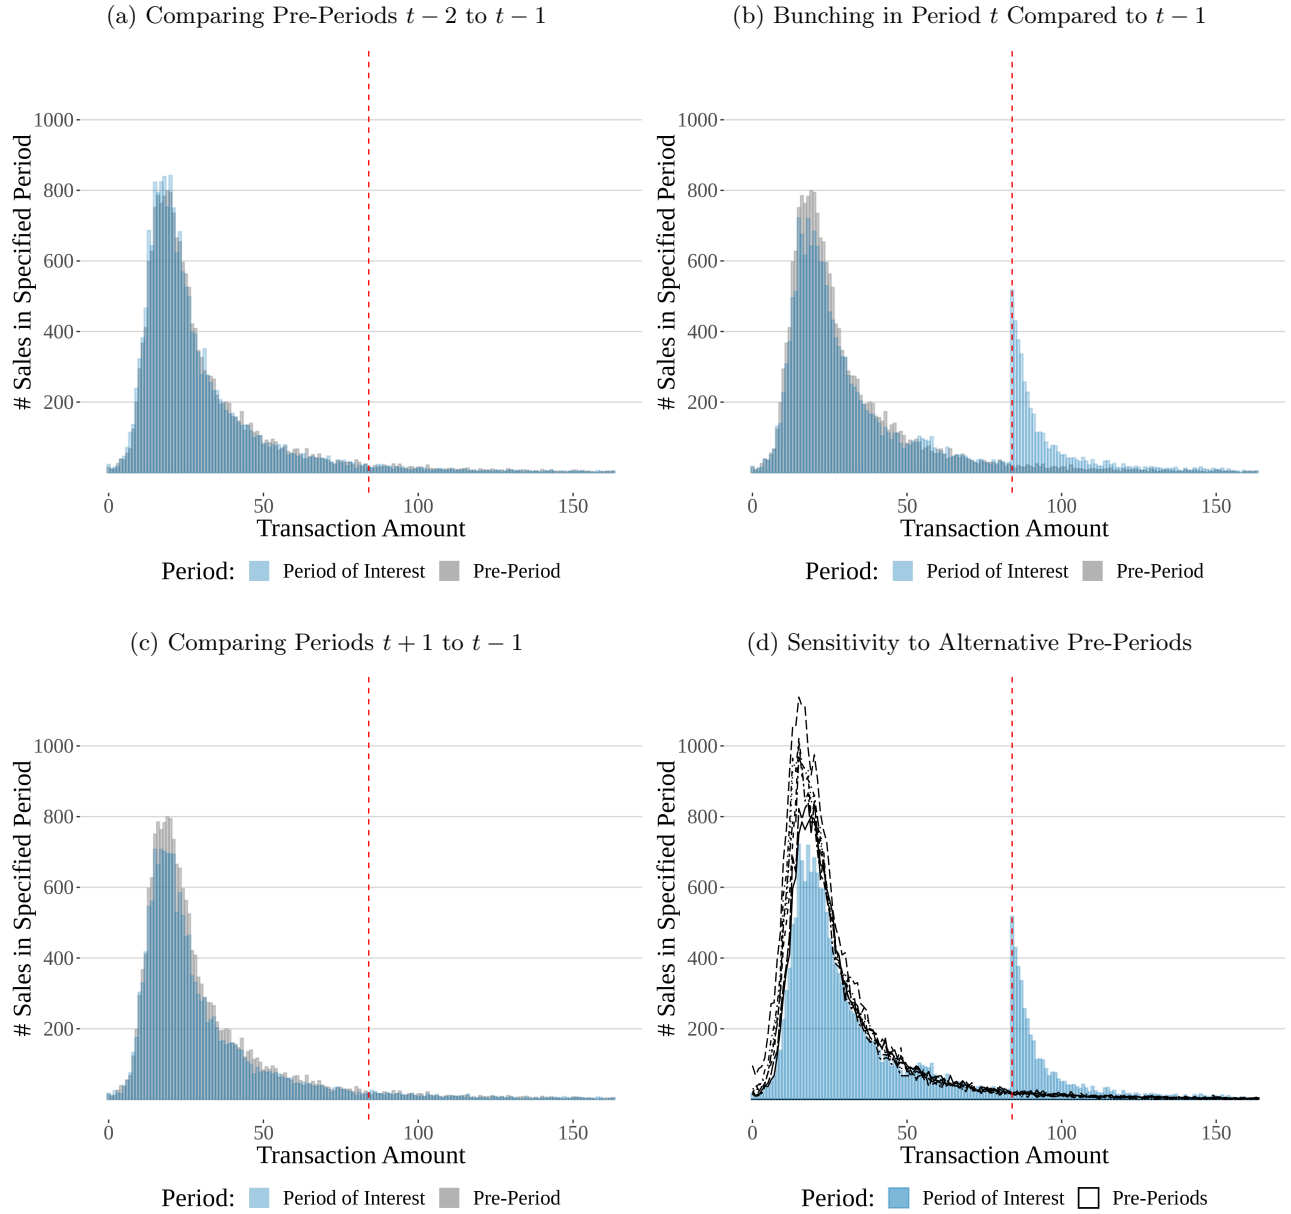 (a) Comparing Pre-Periods t − 2 to t − 1
# Sales in Specified Period
1000
800
600
400
200
0 50 100 150
Transaction Amount
Period: Period of Interest Pre-Period
(b) Bunching in Period t Compared to t − 1
# Sales in Specified Period
1000
800
600
400
200
0 50 100 150
Transaction Amount
Period: Period of Interest Pre-Period
(c) Comparing Periods t + 1 to t − 1
# Sales in Specified Period
1000
800
600
400
200
0 50 100 150
Transaction Amount
Period: Period of Interest Pre-Period
(d) Sensitivity to Alternative Pre-Periods
# Sales in Specified Period
1000
800
600
400
200
0 50 100 150
Transaction Amount
Period: Period of Interest Pre-Periods